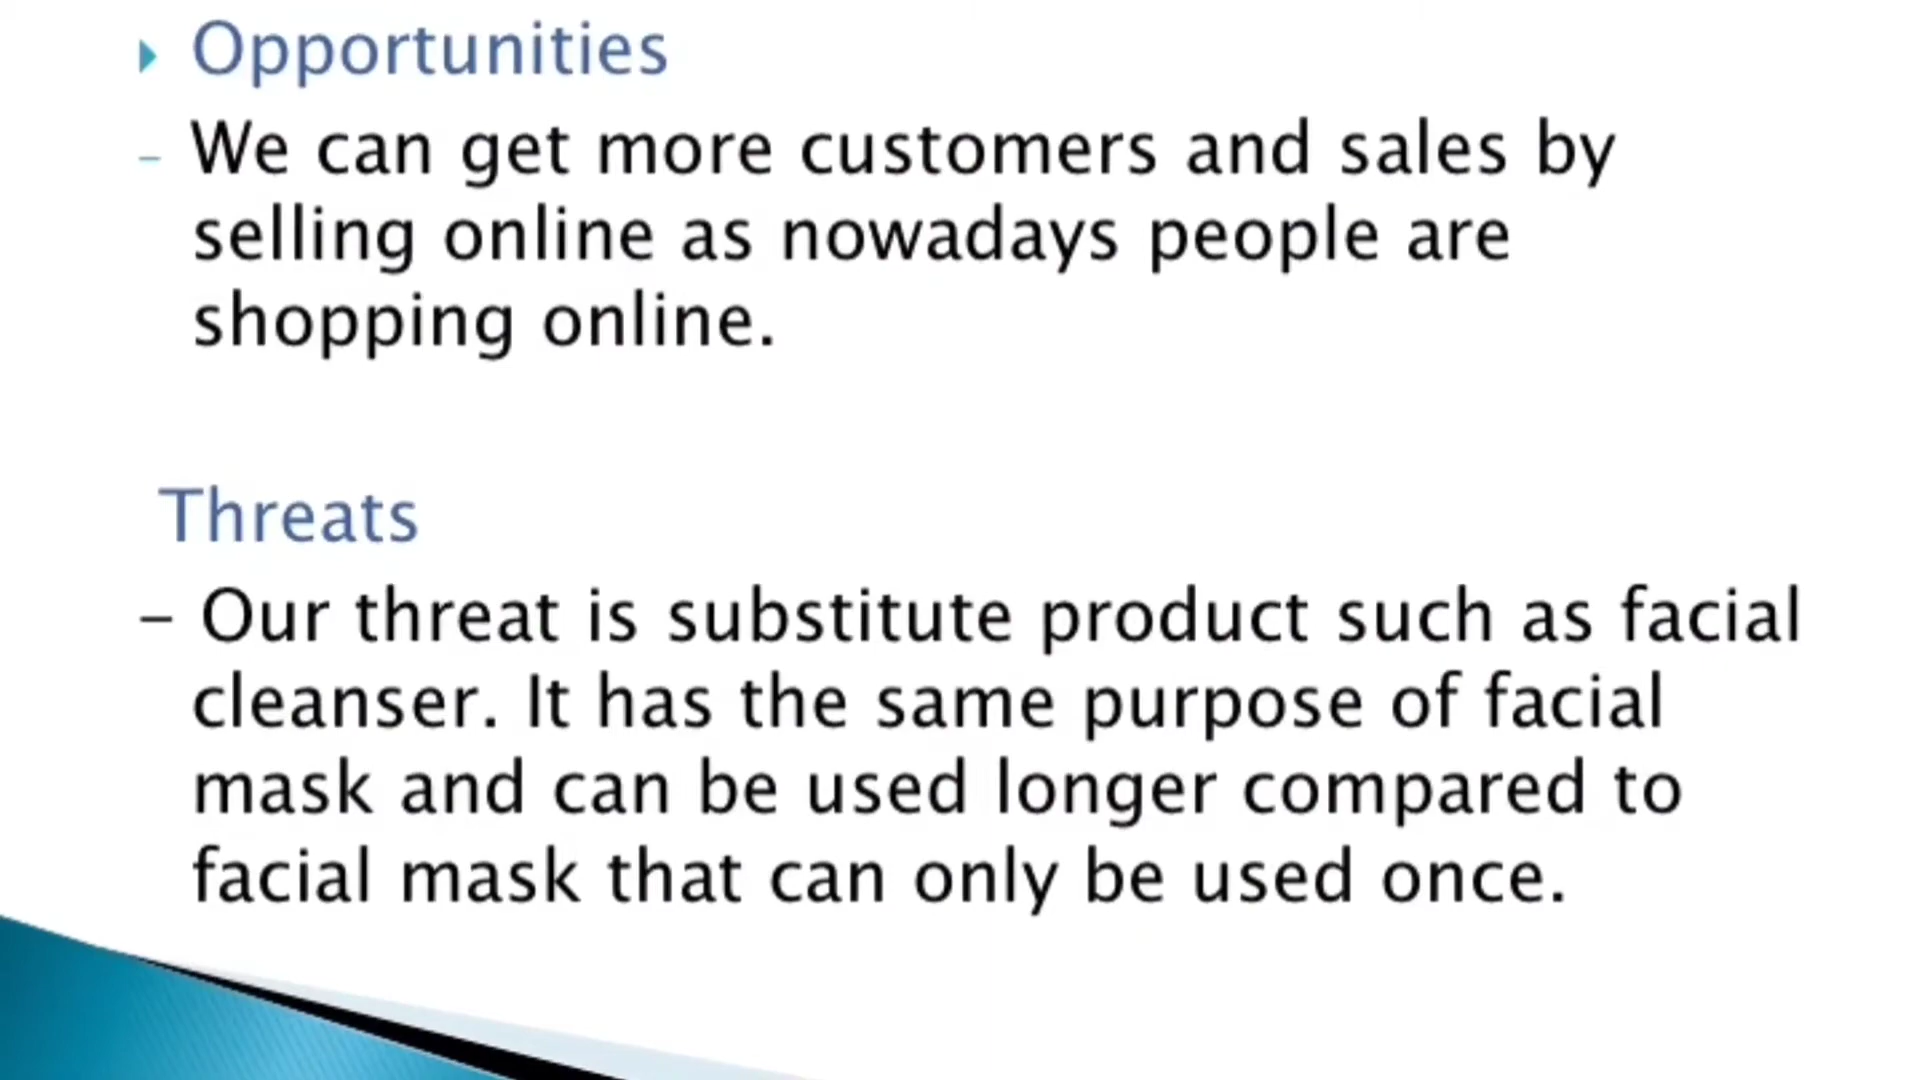 Opportunities
- We can get more customers and sales by
selling online as nowadays people are
shopping online.
Threats
- Our threat is substitute product such as facial
cleanser. It has the same purpose of facial
mask and can be used longer compared to
facial mask that can only be used once.